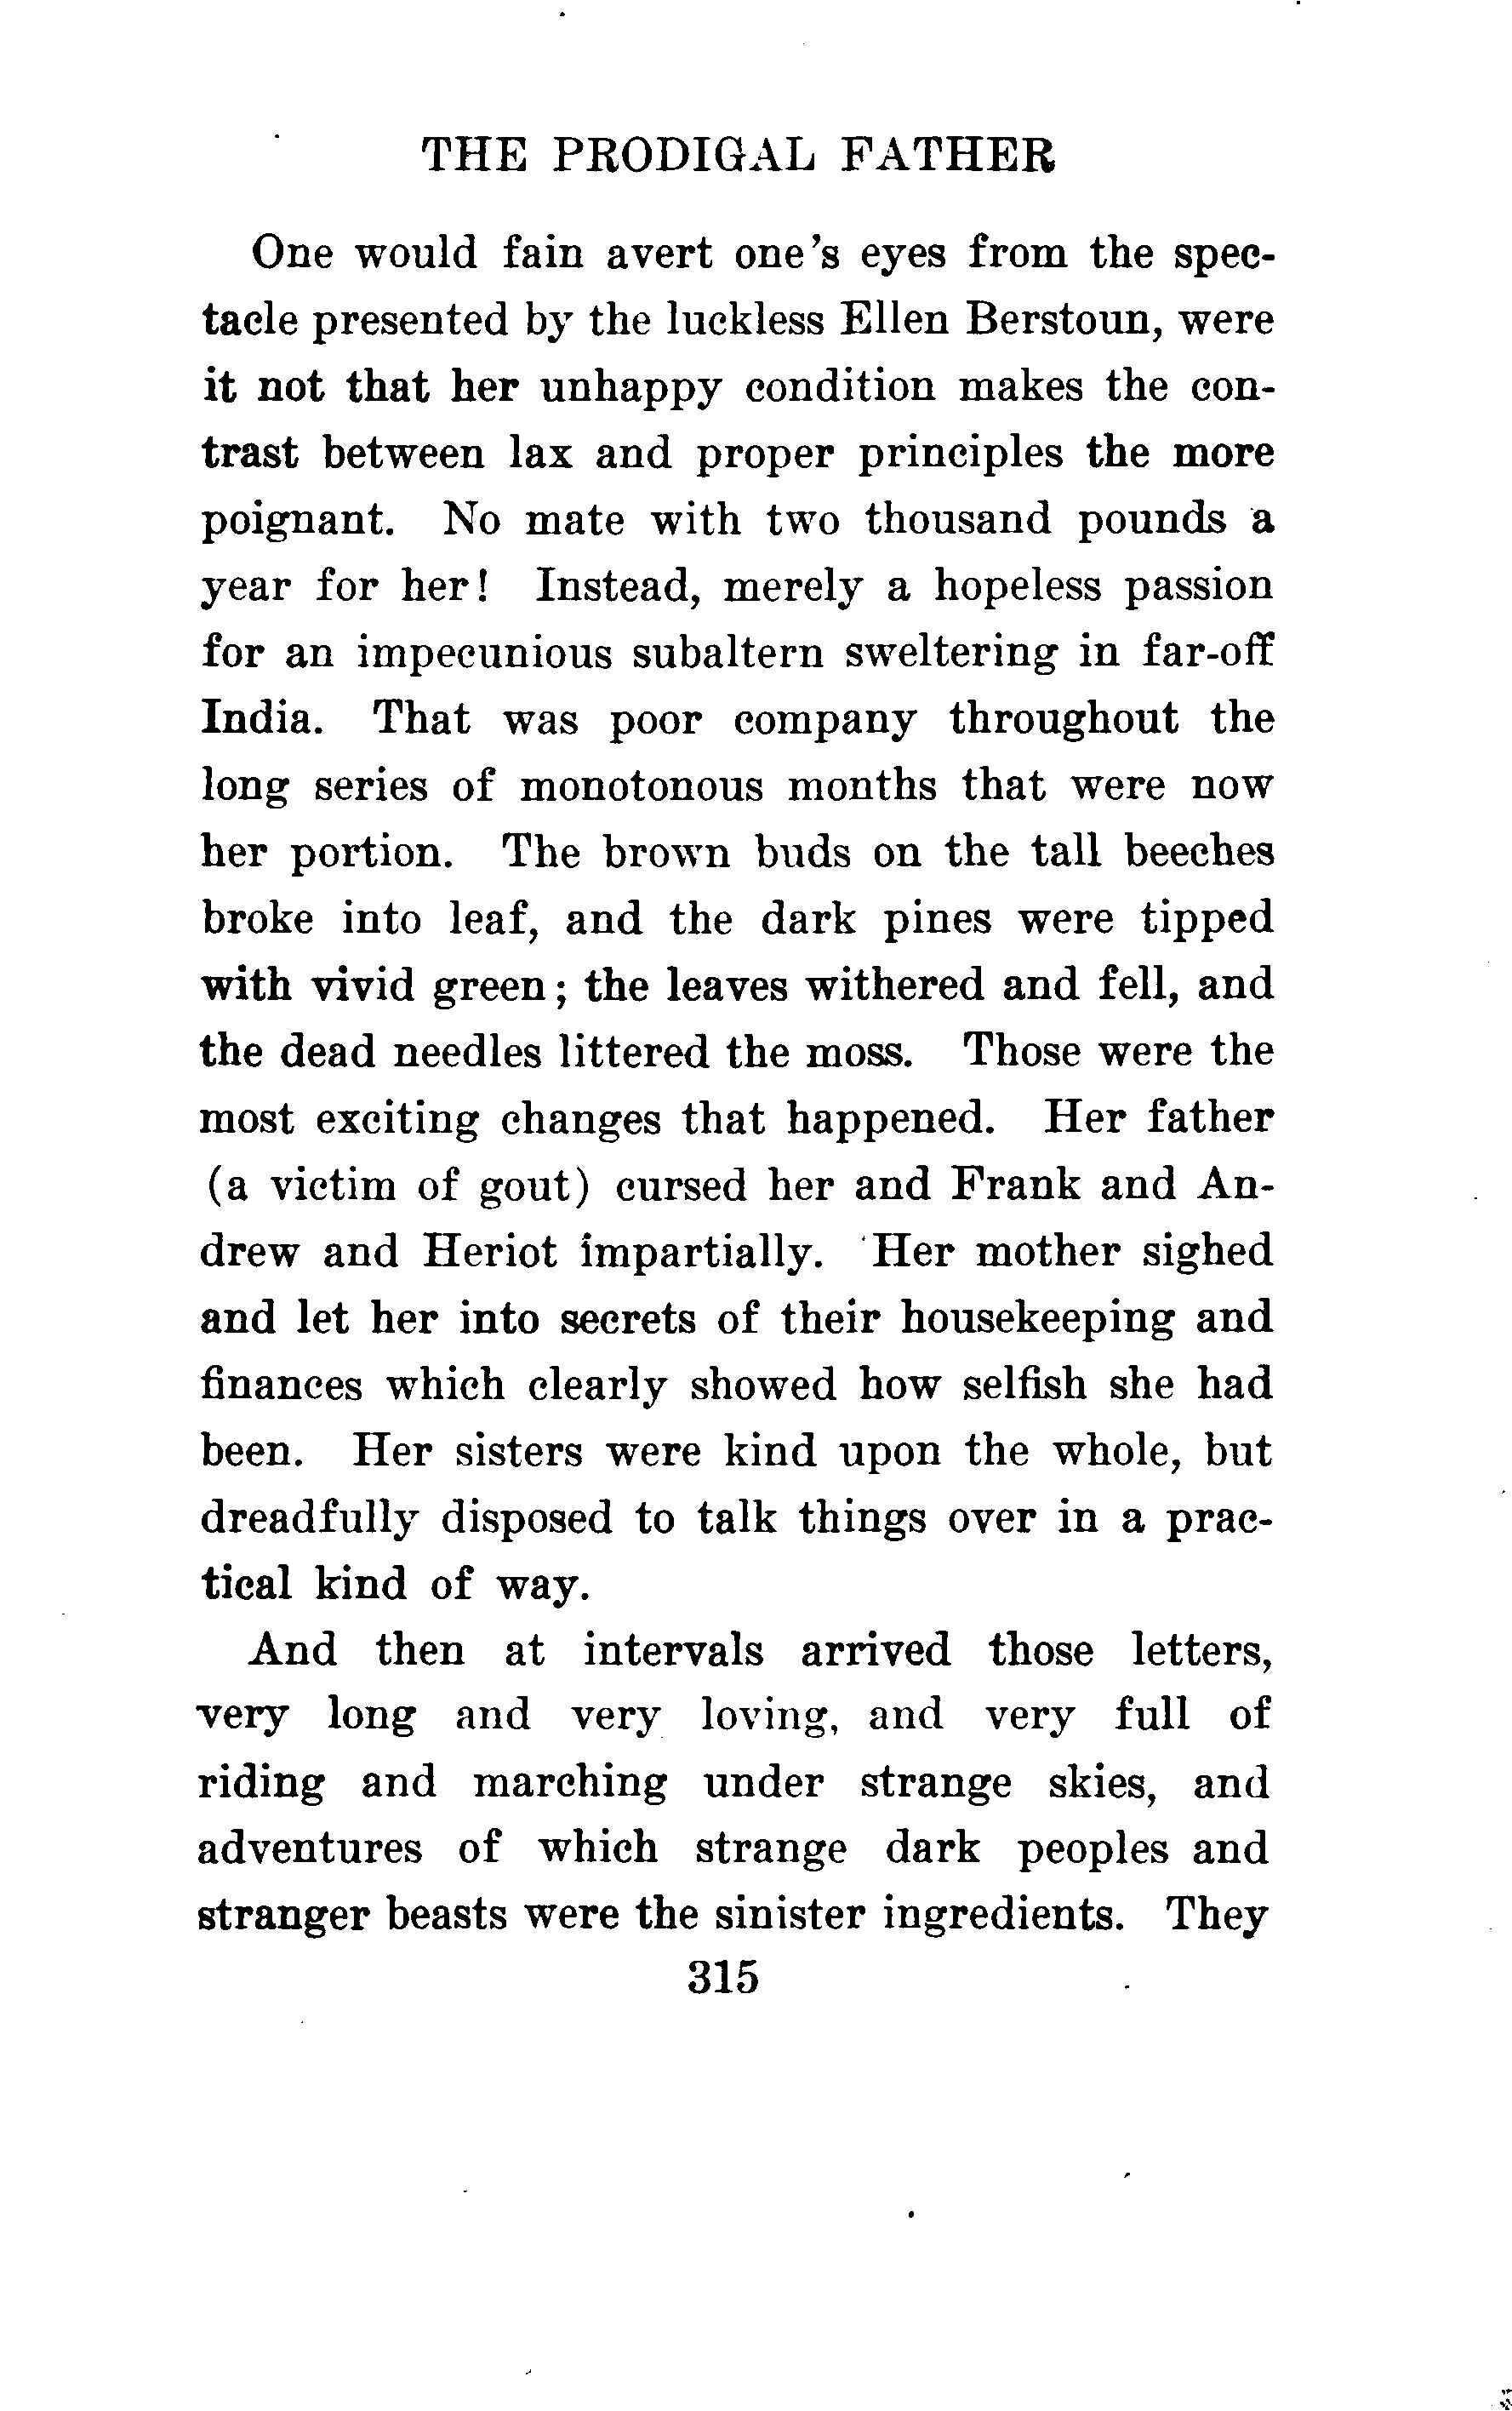 THE PRODIGAL FATHER
One would fain avert one's eyes from the spec-
tacle presented by the luckless Ellen Berstoun, were
it not that her unhappy condition makes the con-
trast between lax and proper principles the more
poignant. No mate with two thousand pounds a
year for her! Instead, merely a hopeless passion
for an impecunious subaltern sweltering in far-off
India. That was poor company throughout the
long series of monotonous months that were now
her portion. The brown buds on the tall beeches
broke into leaf, and the dark pines were tipped
with vivid green; the leaves withered and fell, and
the dead needles littered the moss. Those were the
most exciting changes that happened. Her father
(a victim of gout) cursed her and Frank and An-
drew and Heriot impartially. Her mother sighed
and let her into secrets of their housekeeping and
finances which clearly showed how selfish she had
been. Her sisters were kind upon the whole, but
dreadfully disposed to talk things over in a prac-
tical kind of way.
And then at intervals arrived those letters,
very long and very loving, and very full of
riding and marching under strange skies, and
adventures of which strange dark peoples and
stranger beasts were the sinister ingredients. They
315